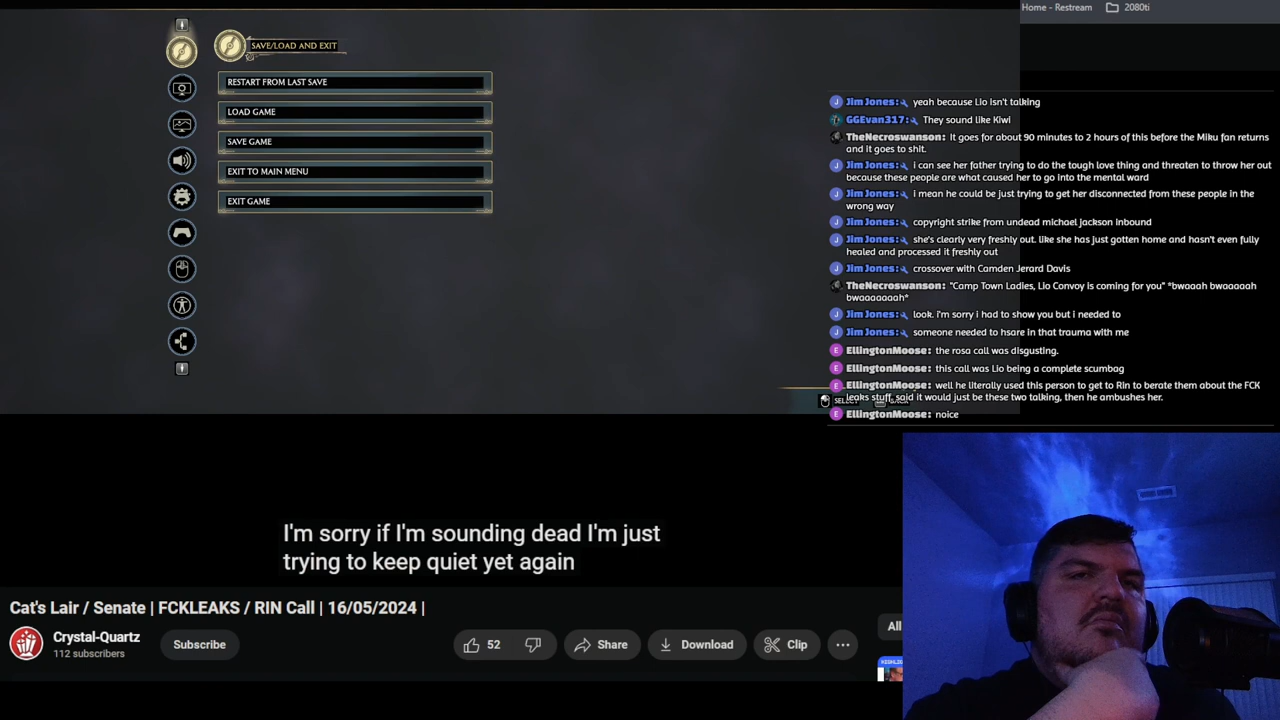 Home - Restream
2080ti
SAVE/LOAD AND EXIT
RESTART FROM LAST SAVE
LOAD GAME
SAVE GAME
EXIT TO MAIN MENU
EXIT GAME
J Jim Jones: yeah because Lio isn't talking
GGEvan317: They sound like Kiwi
TheNecroswanson: It goes for about 90 minutes to 2 hours of this before the Miku fan returns
and it goes to shit.
J Jim Jones: i can see her father trying to do the tough love thing and threaten to throw her out
because these people are what caused her to go into the mental ward
J Jim Jones: i mean he could be just trying to get her disconnected from these people in the
wrong way
J Jim Jones: copyright strike from undead michael jackson inbound
J Jim Jones: she's clearly very freshly out. like she has just gotten home and hasn't even fully
healed and processed it freshly out
J Jim Jones: crossover with Camden Jerard Davis
TheNecroswanson: "Camp Town Ladies, Lio Convoy is coming for you" *bwaaah bwaaaaah
bwaaaaaaah*
J Jim Jones: look. i'm sorry i had to show you but i needed to
J Jim Jones: someone needed to hsare in that trauma with me
E EllingtonMoose: the rosa call was disgusting.
E EllingtonMoose: this call was Lio being a complete scumbag
E EllingtonMoose: well he literally used this person to get to Rin to berate them about the FCK
leaks stuff, said it would just be these two talking, then he ambushes her.
SELECT
E EllingtonMoose: noice
I'm sorry if I'm sounding dead I'm just
trying to keep quiet yet again
Cat's Lair / Senate | FCKLEAKS / RIN Call | 16/05/2024 |
Crystal-Quartz
112 subscribers
Subscribe
52
Share
Download
Clip
All